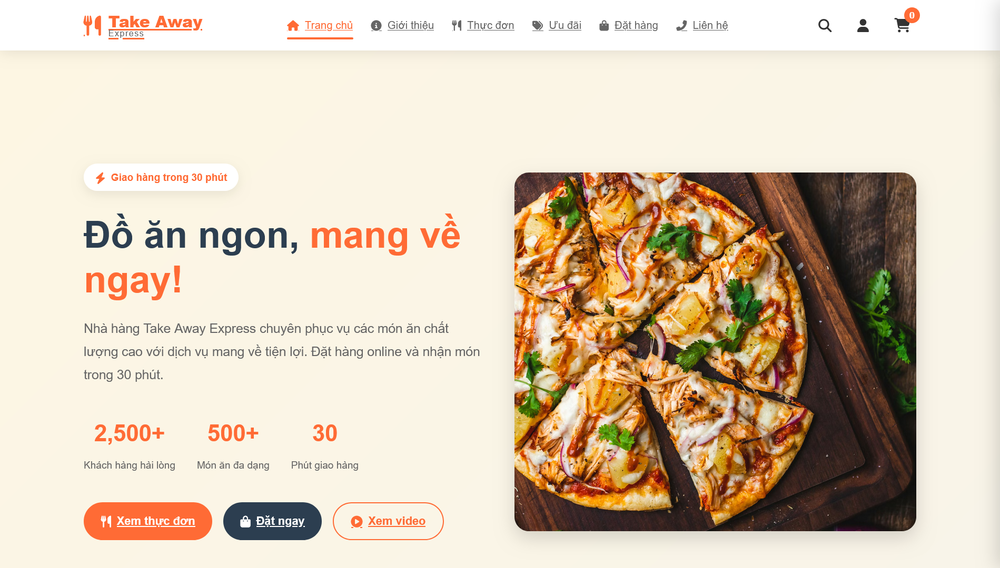 Take Away
Express
Trang chủ
Giới thiệu
Thực đơn
Ưu đãi
Đặt hàng
Liên hệ
0
Giao hàng trong 30 phút
Đồ ăn ngon, mang về
ngay!
Nhà hàng Take Away Express chuyên phục vụ các món ăn chất
lượng cao với dịch vụ mang về tiện lợi. Đặt hàng online và nhận món
trong 30 phút.
2,500+
Khách hàng hài lòng
500+
Món ăn đa dạng
30
Phút giao hàng
Xem thực đơn
Đặt ngay
Xem video